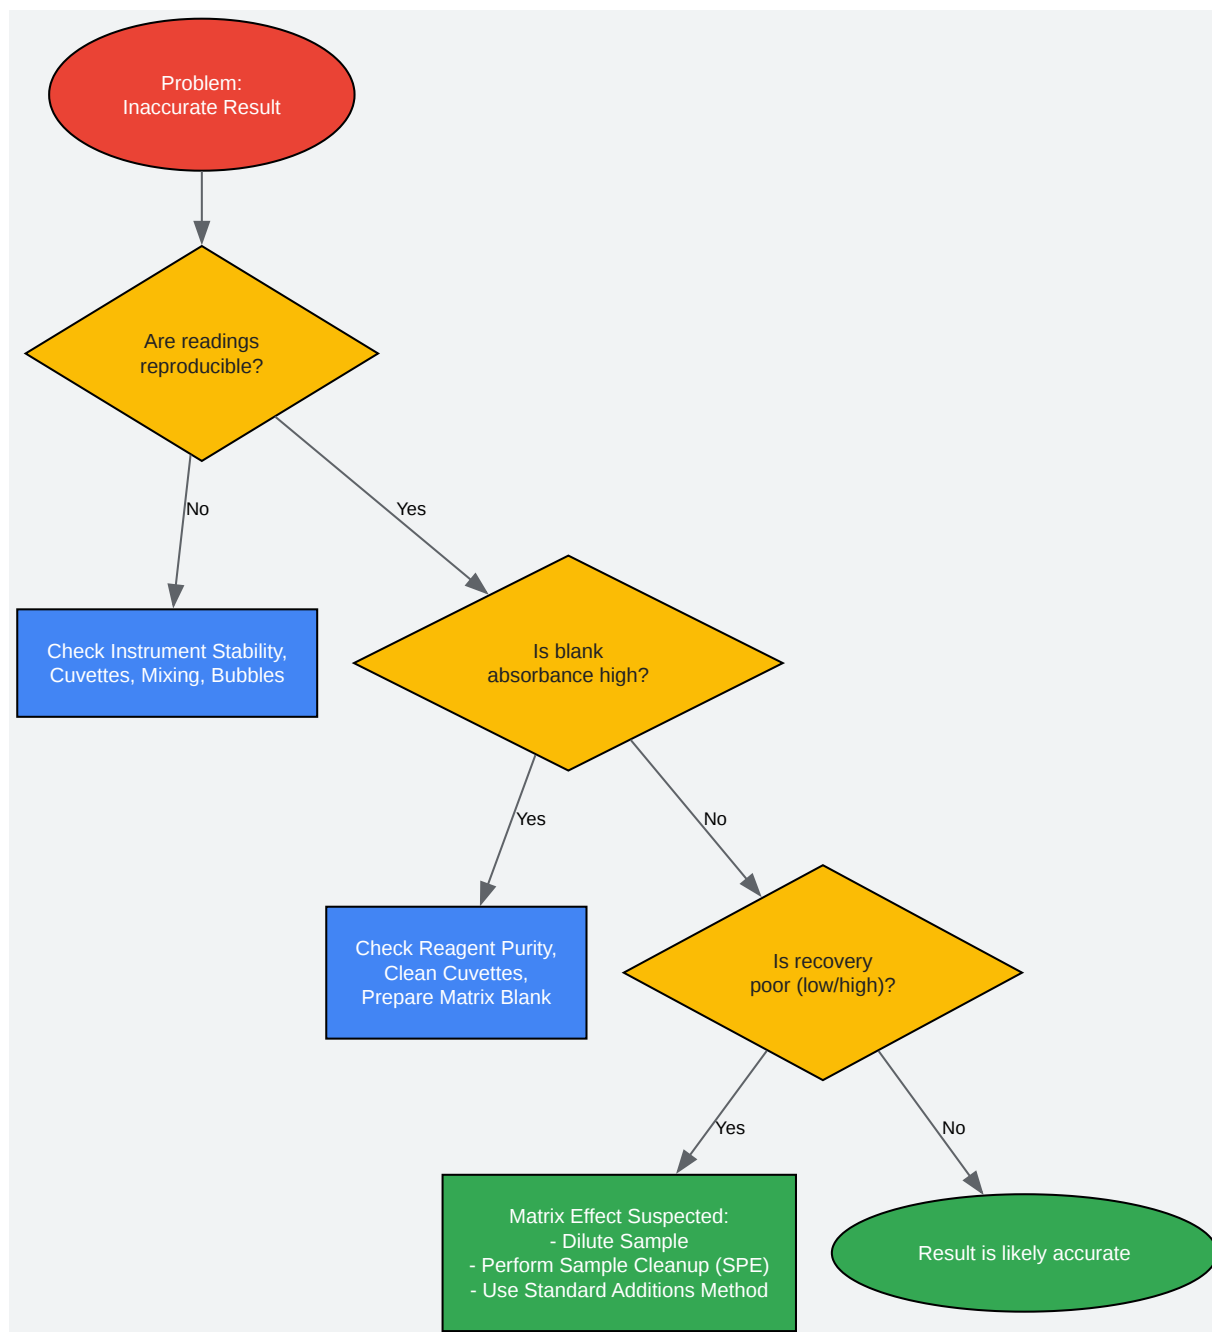 Problem:
Inaccurate Result
Are readings
reproducible?
No
Yes
Check Instrument Stability,
Cuvettes, Mixing, Bubbles
Is blank
absorbance high?
Yes
No
Check Reagent Purity,
Clean Cuvettes,
Prepare Matrix Blank
Is recovery
poor (low/high)?
Yes
No
Matrix Effect Suspected:
- Dilute Sample
- Perform Sample Cleanup (SPE)
- Use Standard Additions Method
Result is likely accurate